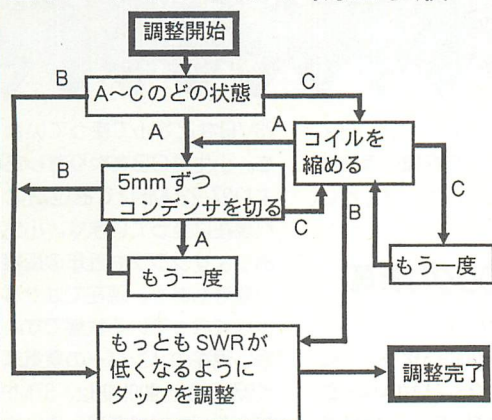 調整開始
B
A～Cのどの状態
C
A
A
コイルを
縮める
B
5mmずつ
コンデンサを切る
C
B
C
A
もう一度
もう一度
もっともSWRが
低くなるように
タップを調整
調整完了